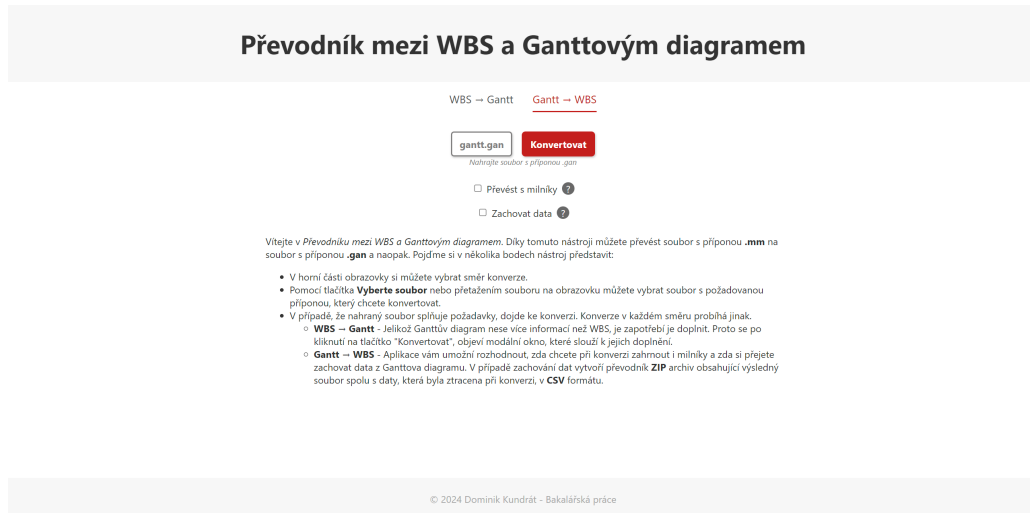 Převodník mezi WBS a Ganttovým diagramem
WBS → Gantt Gantt → WBS
gantt.gan Konvertovat
Nahrajte soubor s příponou .gan
Převést s milníky ?
Zachovat data ?
Vítejte v Převodníku mezi WBS a Ganttovým diagramem. Díky tomuto nástroji můžete převést soubor s příponou .mm na
soubor s příponou .gan a naopak. Pojďme si v několika bodech nástroj představit:
• V horní části obrazovky si můžete vybrat směr konverze.
• Pomocí tlačítka Vyberte soubor nebo přetažením souboru na obrazovku můžete vybrat soubor s požadovanou
příponou, který chcete konvertovat.
• V případě, že nahraný soubor splňuje požadavky, dojde ke konverzi. Konverze v každém směru probíhá jinak.
○ WBS → Gantt - Jelikož Ganttův diagram nese více informací než WBS, je zapotřebí je doplnit. Proto se po
kliknutí na tlačítko "Konvertovat", objeví modální okno, které slouží k jejich doplnění.
○ Gantt → WBS - Aplikace vám umožní rozhodnout, zda chcete při konverzi zahrnout i milníky a zda si přejete
zachovat data z Ganttova diagramu. V případě zachování dat vytvoří převodník ZIP archiv obsahující výsledný
soubor spolu s daty, která byla ztracena při konverzi, v CSV formátu.
© 2024 Dominik Kundrát - Bakalářská práce